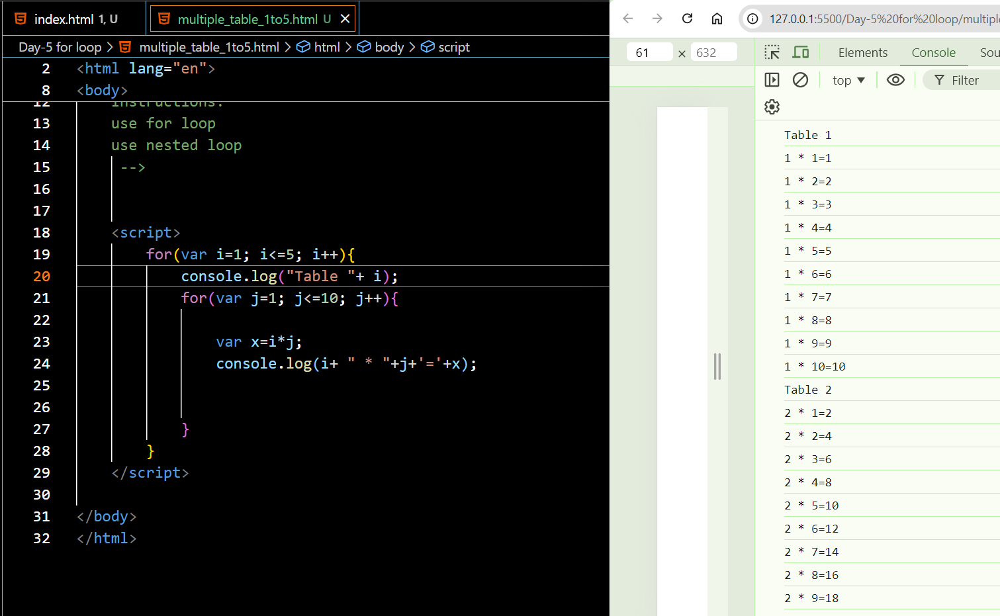 index.html 1, U
multiple_table_1to5.html U
Day-5 for loop > multiple_table_1to5.html > html > body > script
2 <html lang="en">
8 <body>
12 instructions:
13 use for loop
14 use nested loop
15 -->
16
17
18 <script>
19 for(var i=1; i<=5; i++){
20 console.log("Table "+ i);
21 for(var j=1; j<=10; j++){
22
23 var x=i*j;
24 console.log(i+ " * "+j+'='+x);
25
26
27 }
28 }
29 </script>
30
31 </body>
32 </html>
127.0.0.1:5500/Day-5%20for%20loop/multiple
61 × 632
Elements Console Sou
top Filter
Table 1
1 * 1=1
1 * 2=2
1 * 3=3
1 * 4=4
1 * 5=5
1 * 6=6
1 * 7=7
1 * 8=8
1 * 9=9
1 * 10=10
Table 2
2 * 1=2
2 * 2=4
2 * 3=6
2 * 4=8
2 * 5=10
2 * 6=12
2 * 7=14
2 * 8=16
2 * 9=18